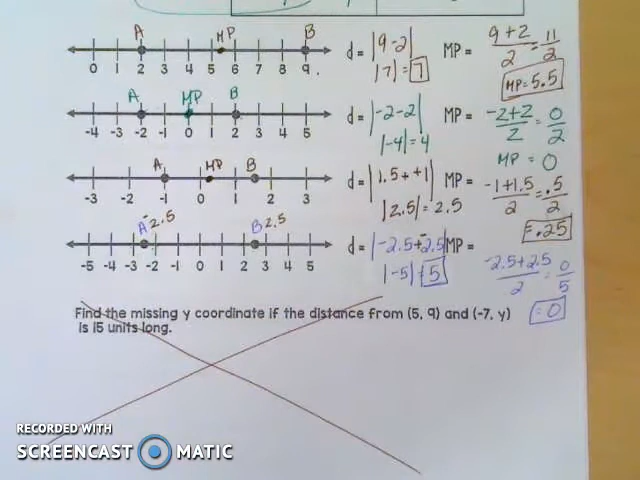 A MP B
0 1 2 3 4 5 6 7 8 9
d = |9-2|
|7| = 7
MP = 9+2/2 = 11/2
MP = 5.5
A MP B
-4 -3 -2 -1 0 1 2 3 4 5
d = |-2-2|
|-4| = 4
MP = -2+2/2 = 0/2
MP = 0
A MP B
-3 -2 -1 0 1 2 3
d = |1.5++1|
|2.5| = 2.5
MP = -1+1.5/2 = .5/2
= .25
A -2.5 B 2.5
-5 -4 -3 -2 -1 0 1 2 3 4 5
d = |-2.5+-2.5|
|-5| = 5
MP = -2.5+2.5/2 = 0/5
= 0
Find the missing y coordinate if the distance from (5, 9) and (-7, y)
is 15 units long.
RECORDED WITH
SCREENCAST O MATIC